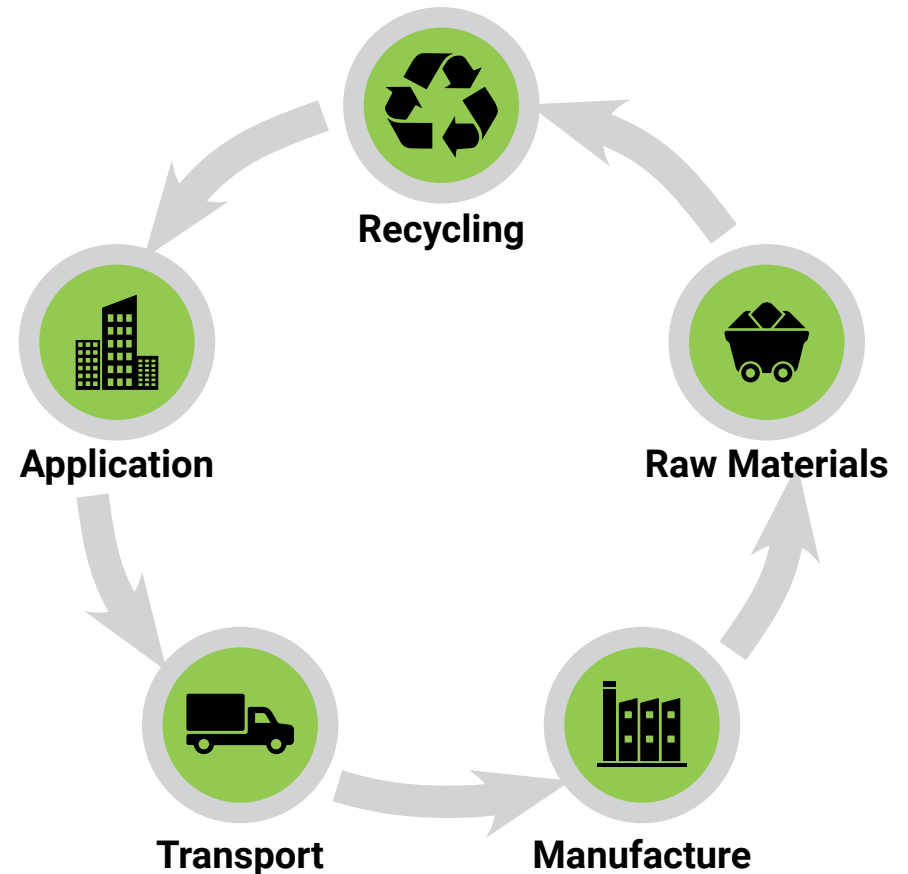 Recycling
Application
Raw Materials
Transport
Manufacture